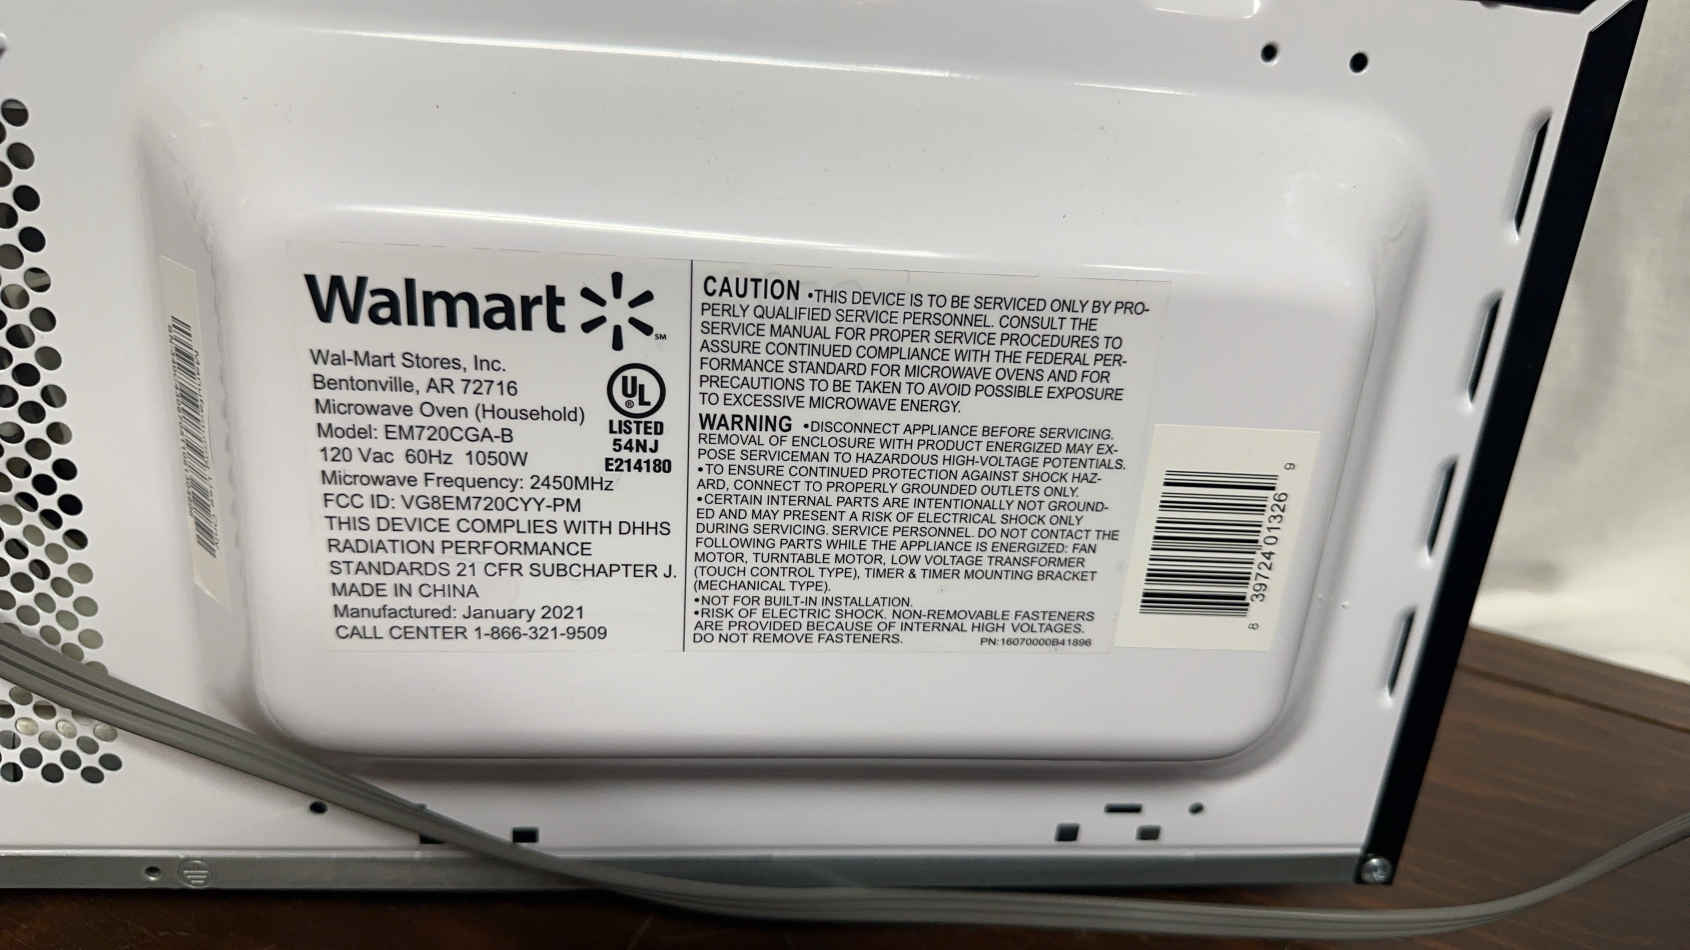 Walmart
SM
Wal-Mart Stores, Inc.
Bentonville, AR 72716
Microwave Oven (Household)
Model: EM720CGA-B
120 Vac 60Hz 1050W
Microwave Frequency: 2450MHz
FCC ID: VG8EM720CYY-PM
THIS DEVICE COMPLIES WITH DHHS
RADIATION PERFORMANCE
STANDARDS 21 CFR SUBCHAPTER J.
MADE IN CHINA
Manufactured: January 2021
CALL CENTER 1-866-321-9509
UL
®
LISTED
54NJ
E214180
CAUTION •THIS DEVICE IS TO BE SERVICED ONLY BY PRO-
PERLY QUALIFIED SERVICE PERSONNEL. CONSULT THE
SERVICE MANUAL FOR PROPER SERVICE PROCEDURES TO
ASSURE CONTINUED COMPLIANCE WITH THE FEDERAL PER-
FORMANCE STANDARD FOR MICROWAVE OVENS AND FOR
PRECAUTIONS TO BE TAKEN TO AVOID POSSIBLE EXPOSURE
TO EXCESSIVE MICROWAVE ENERGY.
WARNING •DISCONNECT APPLIANCE BEFORE SERVICING.
REMOVAL OF ENCLOSURE WITH PRODUCT ENERGIZED MAY EX-
POSE SERVICEMAN TO HAZARDOUS HIGH-VOLTAGE POTENTIALS.
•TO ENSURE CONTINUED PROTECTION AGAINST SHOCK HAZ-
ARD, CONNECT TO PROPERLY GROUNDED OUTLETS ONLY.
•CERTAIN INTERNAL PARTS ARE INTENTIONALLY NOT GROUND-
ED AND MAY PRESENT A RISK OF ELECTRICAL SHOCK ONLY
DURING SERVICING. SERVICE PERSONNEL. DO NOT CONTACT THE
FOLLOWING PARTS WHILE THE APPLIANCE IS ENERGIZED: FAN
MOTOR, TURNTABLE MOTOR, LOW VOLTAGE TRANSFORMER
(TOUCH CONTROL TYPE), TIMER & TIMER MOUNTING BRACKET
(MECHANICAL TYPE).
•NOT FOR BUILT-IN INSTALLATION.
•RISK OF ELECTRIC SHOCK. NON-REMOVABLE FASTENERS
ARE PROVIDED BECAUSE OF INTERNAL HIGH VOLTAGES.
DO NOT REMOVE FASTENERS.
PN:16070000B41896
8 39724 01326 9